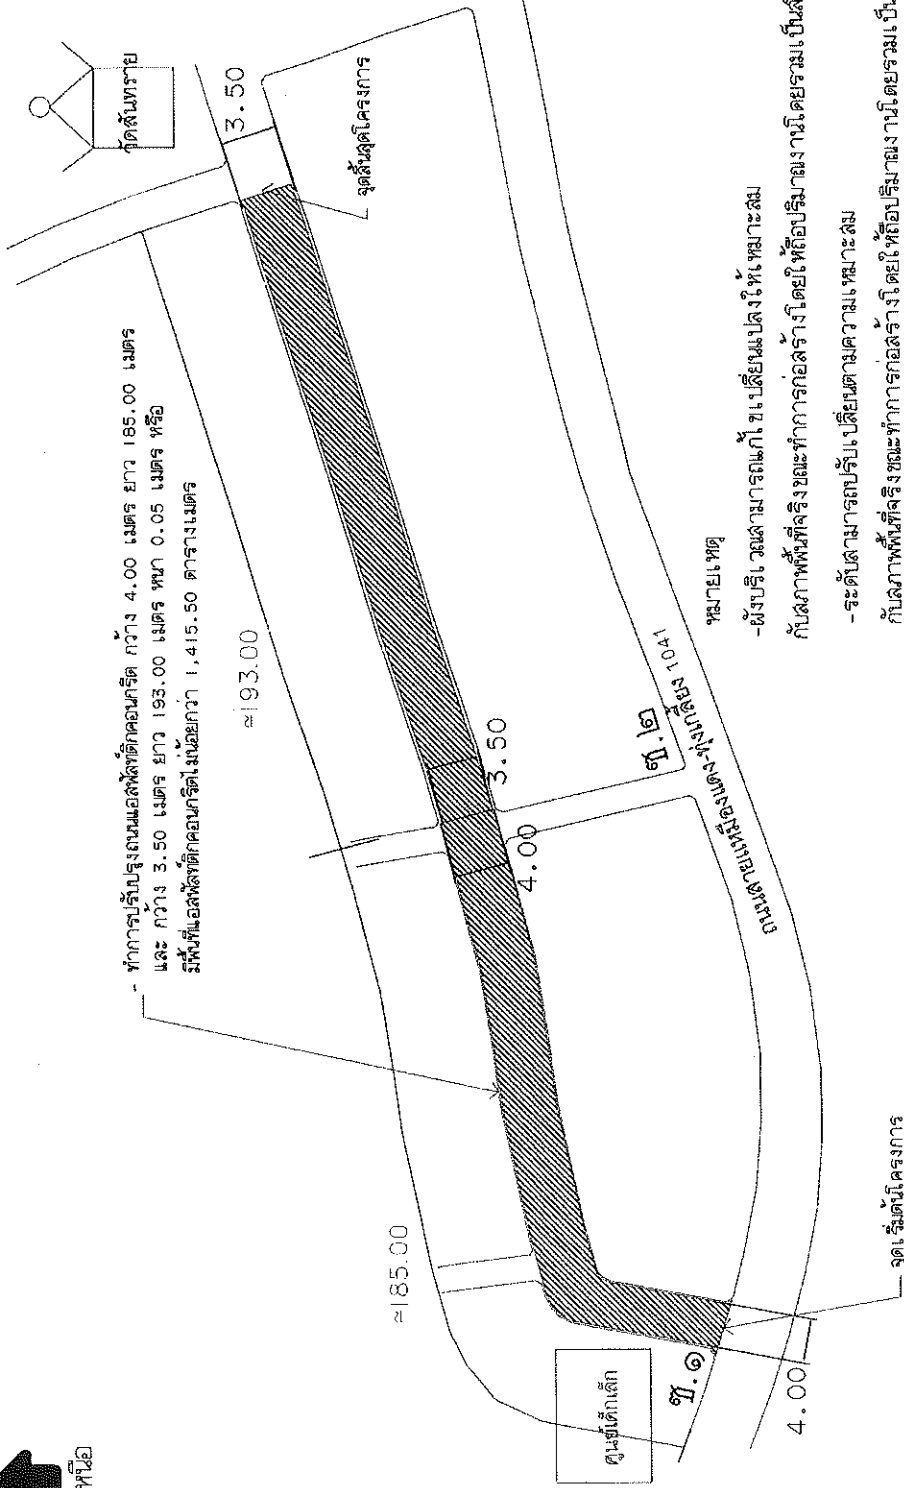 วัดสันทราย
3.50
จุดสิ้นสุดโครงการ
- ทำการปรับปรุงถนนแอสฟัลท์ติกคอนกรีต กว้าง 4.00 เมตร ยาว 185.00 เมตร
และ กว้าง 3.50 เมตร ยาว 193.00 เมตร หนา 0.05 เมตร หรือ
มีพื้นที่แอสฟัลท์ติกคอนกรีตไม่น้อยกว่า 1,415.50 ตารางเมตร
≈193.00
3.50
4.00
ซ.๒
ถนนสายแม่เมืองแดง-ทุ่งเกลี้ยง 1041
≈185.00
ศูนย์เด็กเล็ก
ซ.๑
4.00
จุดเริ่มต้นโครงการ
หมายเหตุ
-ผังบริเวณสามารถแก้ไขเปลี่ยนแปลงให้เหมาะสม
กับสภาพพื้นที่จริงขณะทำการก่อสร้างโดยให้ถือปริมาณงานโดยรวมเป็น
-ระดับสามารถปรับเปลี่ยนตามความเหมาะสม
กับสภาพพื้นที่จริงขณะทำการก่อสร้างโดยให้ถือปริมาณงานโดยรวมเป็น